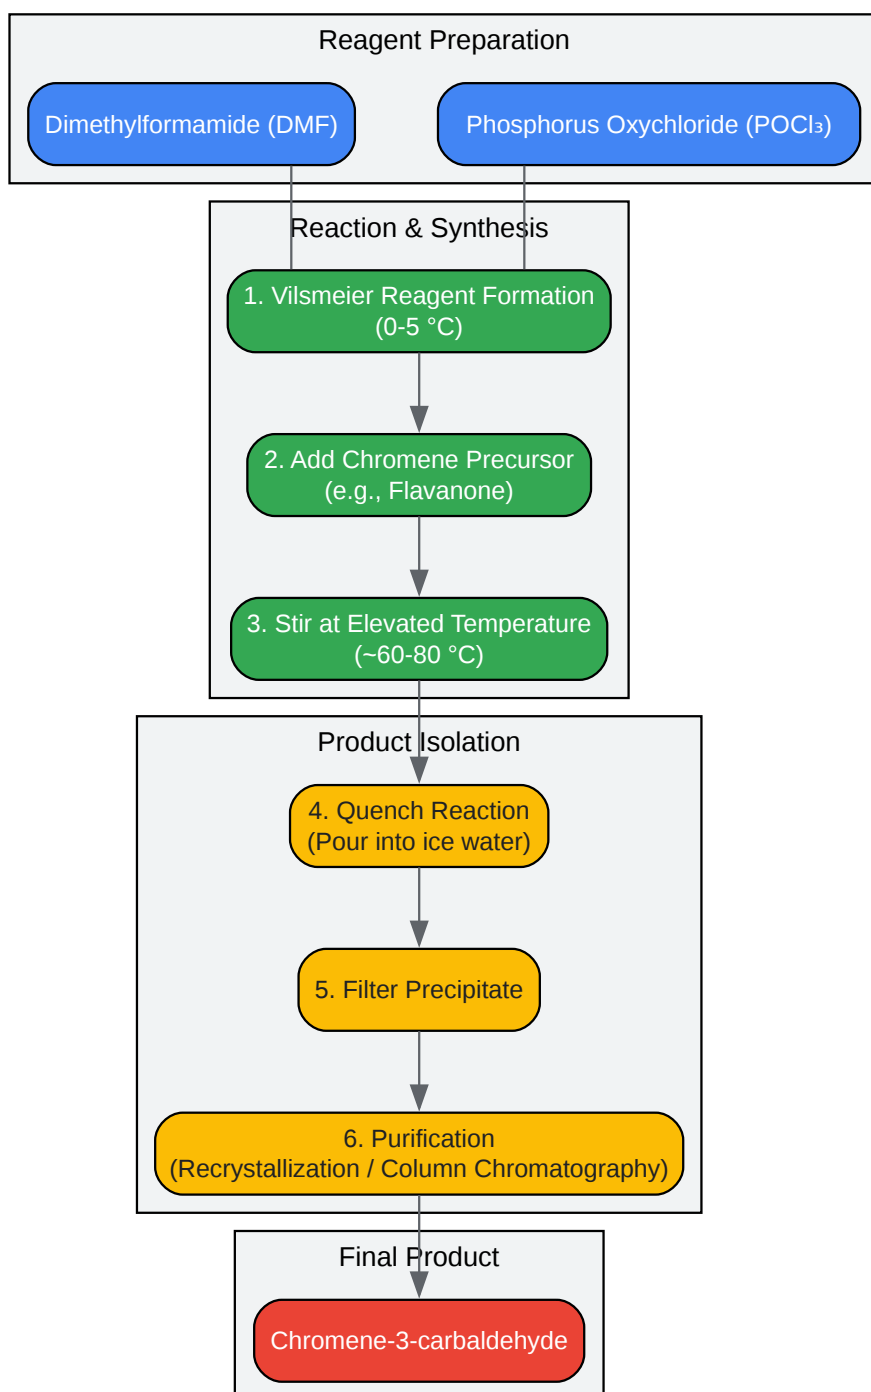 Reagent Preparation
Dimethylformamide (DMF)
Phosphorus Oxychloride (POCl₃)
Reaction & Synthesis
1. Vilsmeier Reagent Formation
(0-5 °C)
2. Add Chromene Precursor
(e.g., Flavanone)
3. Stir at Elevated Temperature
(~60-80 °C)
Product Isolation
4. Quench Reaction
(Pour into ice water)
5. Filter Precipitate
6. Purification
(Recrystallization / Column Chromatography)
Final Product
Chromene-3-carbaldehyde